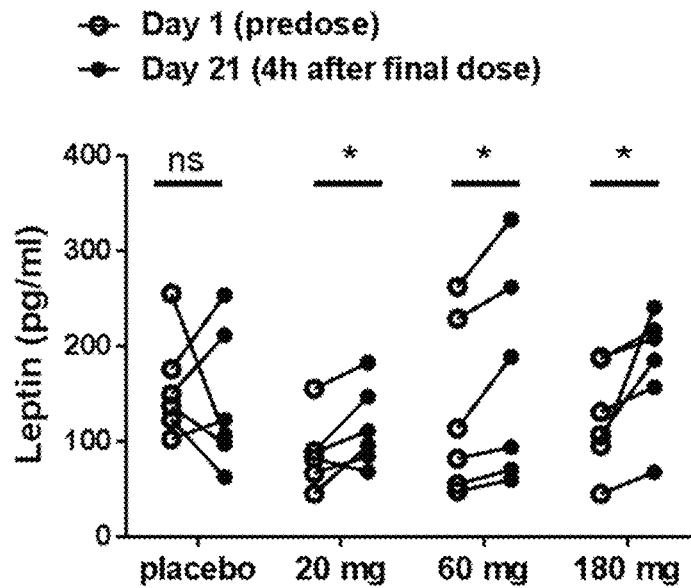 Day 1 (predose)
Day 21 (4h after final dose)
400
300
200
100
0
Leptin (pg/ml)
ns
*
*
*
placebo
20 mg
60 mg
180 mg